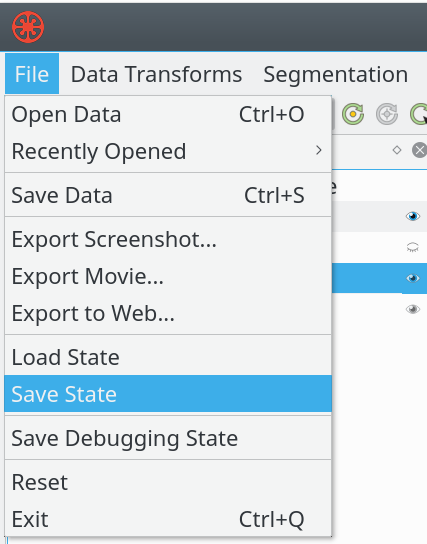 File Data Transforms Segmentation
Open Data Ctrl+O
Recently Opened
Save Data Ctrl+S
Export Screenshot...
Export Movie...
Export to Web...
Load State
Save State
Save Debugging State
Reset
Exit Ctrl+Q